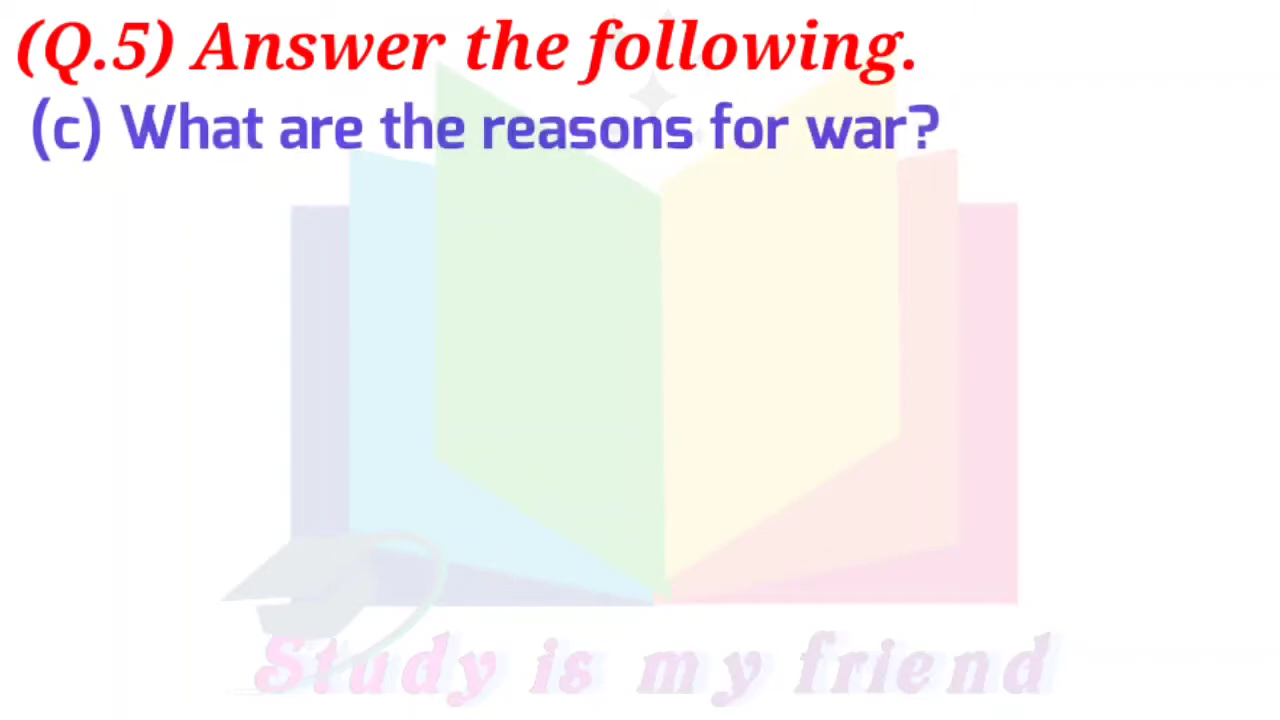 (Q.5) Answer the following.
(c) What are the reasons for war?
Study is my friend